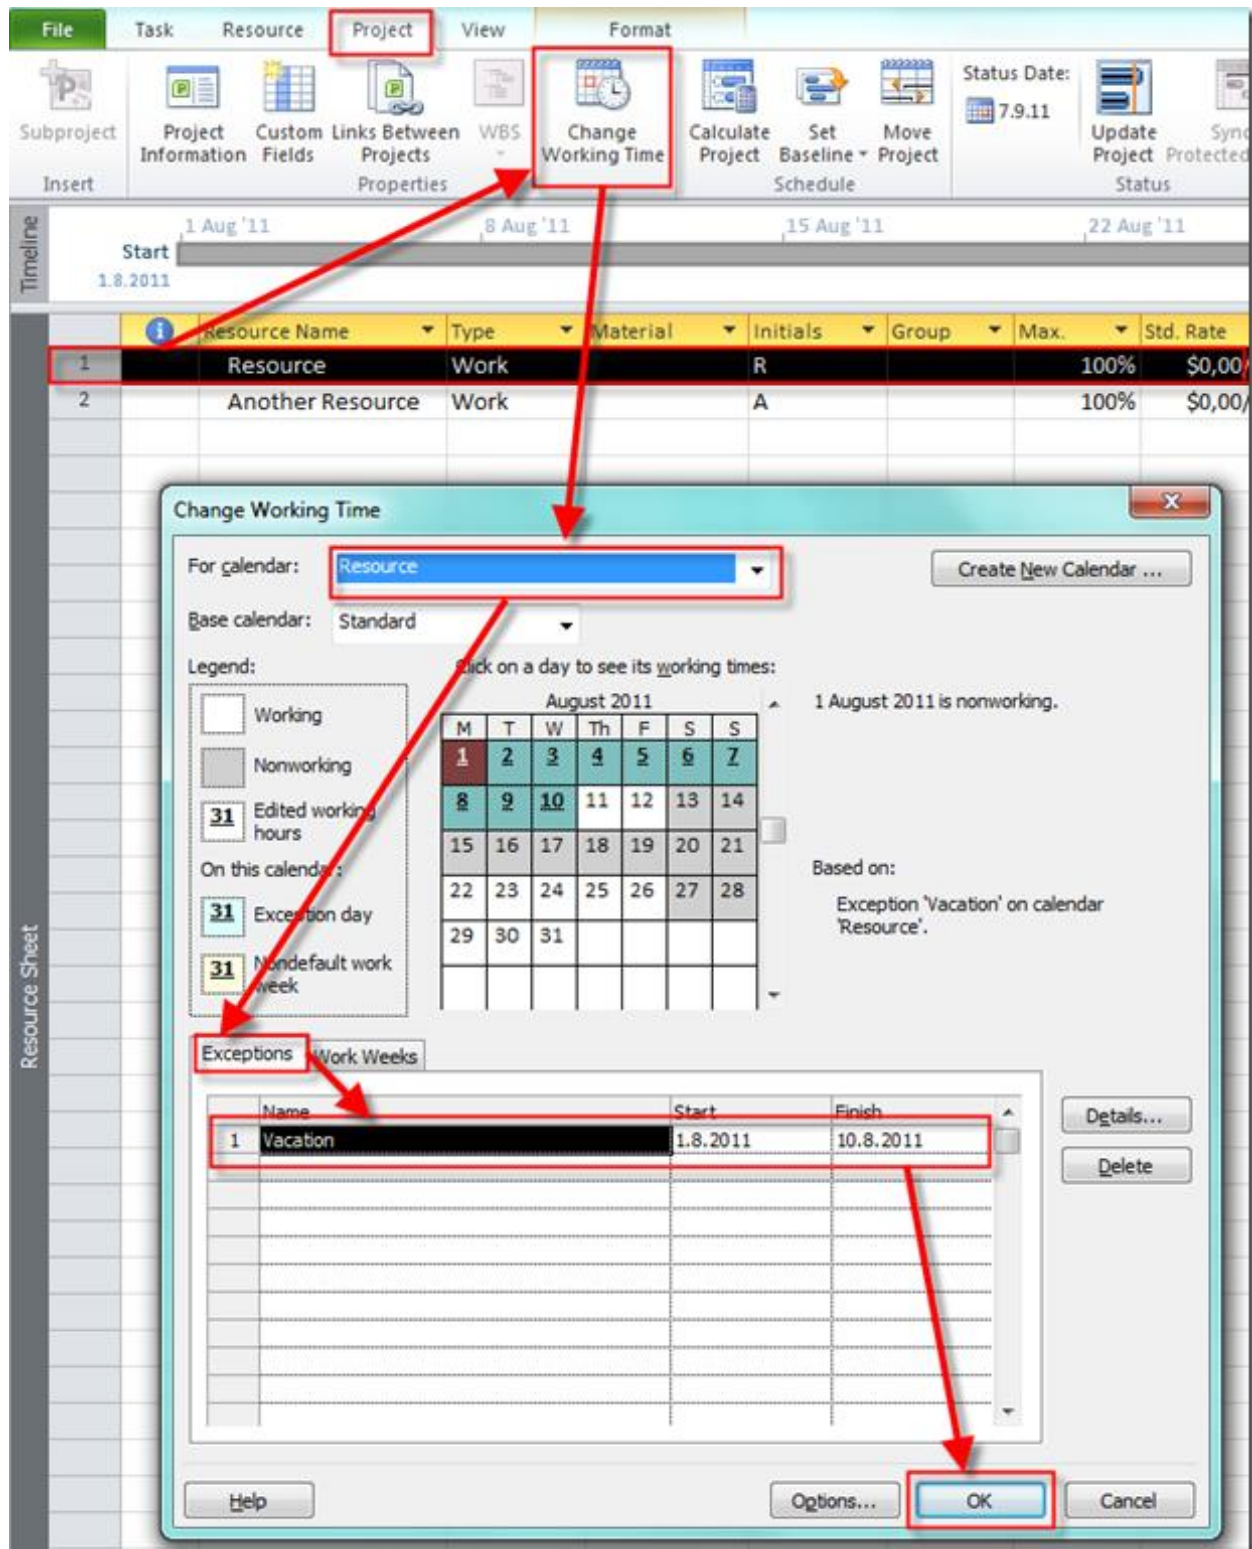 File Task Resource Project View Format
Subproject
Project Information
Custom Fields
Links Between Projects
WBS
Change Working Time
Calculate Project
Set Baseline
Move Project
Status Date:
7.9.11
Update Project
Sync
Protected
Insert Properties Schedule Status
Timeline
1 Aug '11 8 Aug '11 15 Aug '11 22 Aug '11
Start
1.8.2011
Resource Name Type Material Initials Group Max. Std. Rate
1 Resource Work R 100% $0,00/
2 Another Resource Work A 100% $0,00/
Resource Sheet
Change Working Time
For calendar: Resource Create New Calendar ...
Base calendar: Standard
Legend: Click on a day to see its working times:
Working
Nonworking
31 Edited working hours
On this calendar:
31 Exception day
31 Nondefault work week
August 2011
M T W Th F S S
1 2 3 4 5 6 7
8 9 10 11 12 13 14
15 16 17 18 19 20 21
22 23 24 25 26 27 28
29 30 31
1 August 2011 is nonworking.
Based on:
Exception 'Vacation' on calendar
'Resource'.
Exceptions Work Weeks
Name Start Finish
1 Vacation 1.8.2011 10.8.2011
Details...
Delete
Help Options... OK Cancel